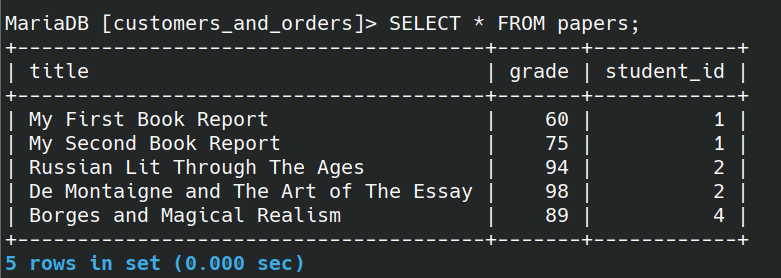 MariaDB [customers_and_orders]> SELECT * FROM papers;
+---------------------------------------+-------+------------+
| title                                 | grade | student_id |
+---------------------------------------+-------+------------+
| My First Book Report                  |    60 |          1 |
| My Second Book Report                 |    75 |          1 |
| Russian Lit Through The Ages          |    94 |          2 |
| De Montaigne and The Art of The Essay |    98 |          2 |
| Borges and Magical Realism            |    89 |          4 |
+---------------------------------------+-------+------------+
5 rows in set (0.000 sec)